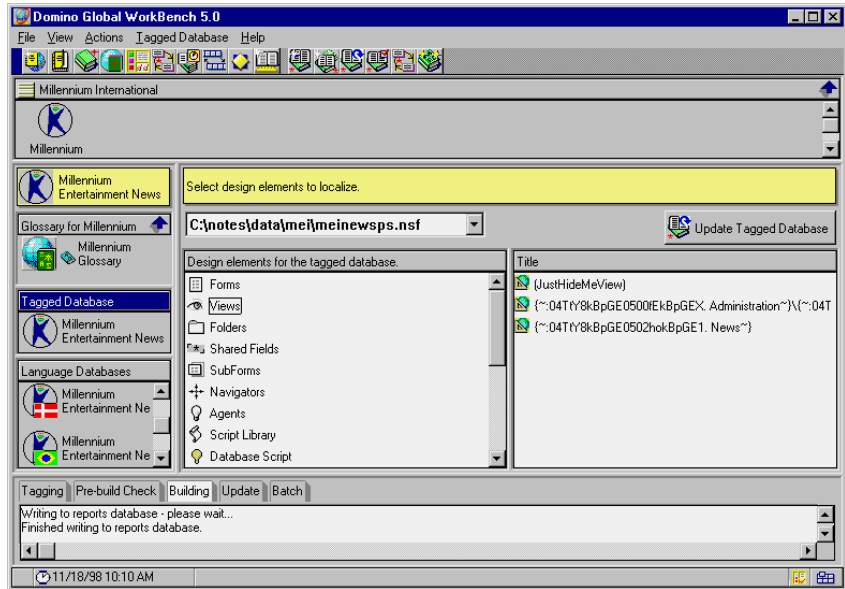 Domino Global WorkBench 5.0
File View Actions Tagged Database Help
Millennium International
Millennium
Millennium
Entertainment News
Select design elements to localize.
Glossary for Millennium
Millennium
Glossary
C:\notes\data\mei\meinewsps.nsf
Update Tagged Database
Tagged Database
Millennium
Entertainment News
Language Databases
Millennium
Entertainment Ne
Millennium
Entertainment Ne
Design elements for the tagged database.
Forms
Views
Folders
Shared Fields
SubForms
Navigators
Agents
Script Library
Database Script
Title
(JustHideMeView)
{~:04TfY8kBpGE0500fEkBpGEX. Administration~}\{~:04T
{~:04TfY8kBpGE0502hokBpGE1. News~}
Tagging Pre-build Check Building Update Batch
Writing to reports database - please wait...
Finished writing to reports database.
11/18/98 10:10 AM